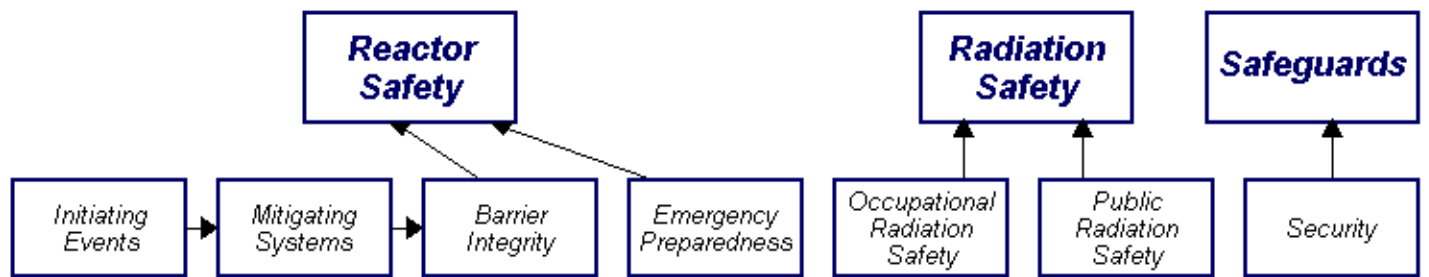 Reactor
Safety
Radiation
Safety
Safeguards
Initiating
Events
Mitigating
Systems
Barrier
Integrity
Emergency
Preparedness
Occupational
Radiation
Safety
Public
Radiation
Safety
Security